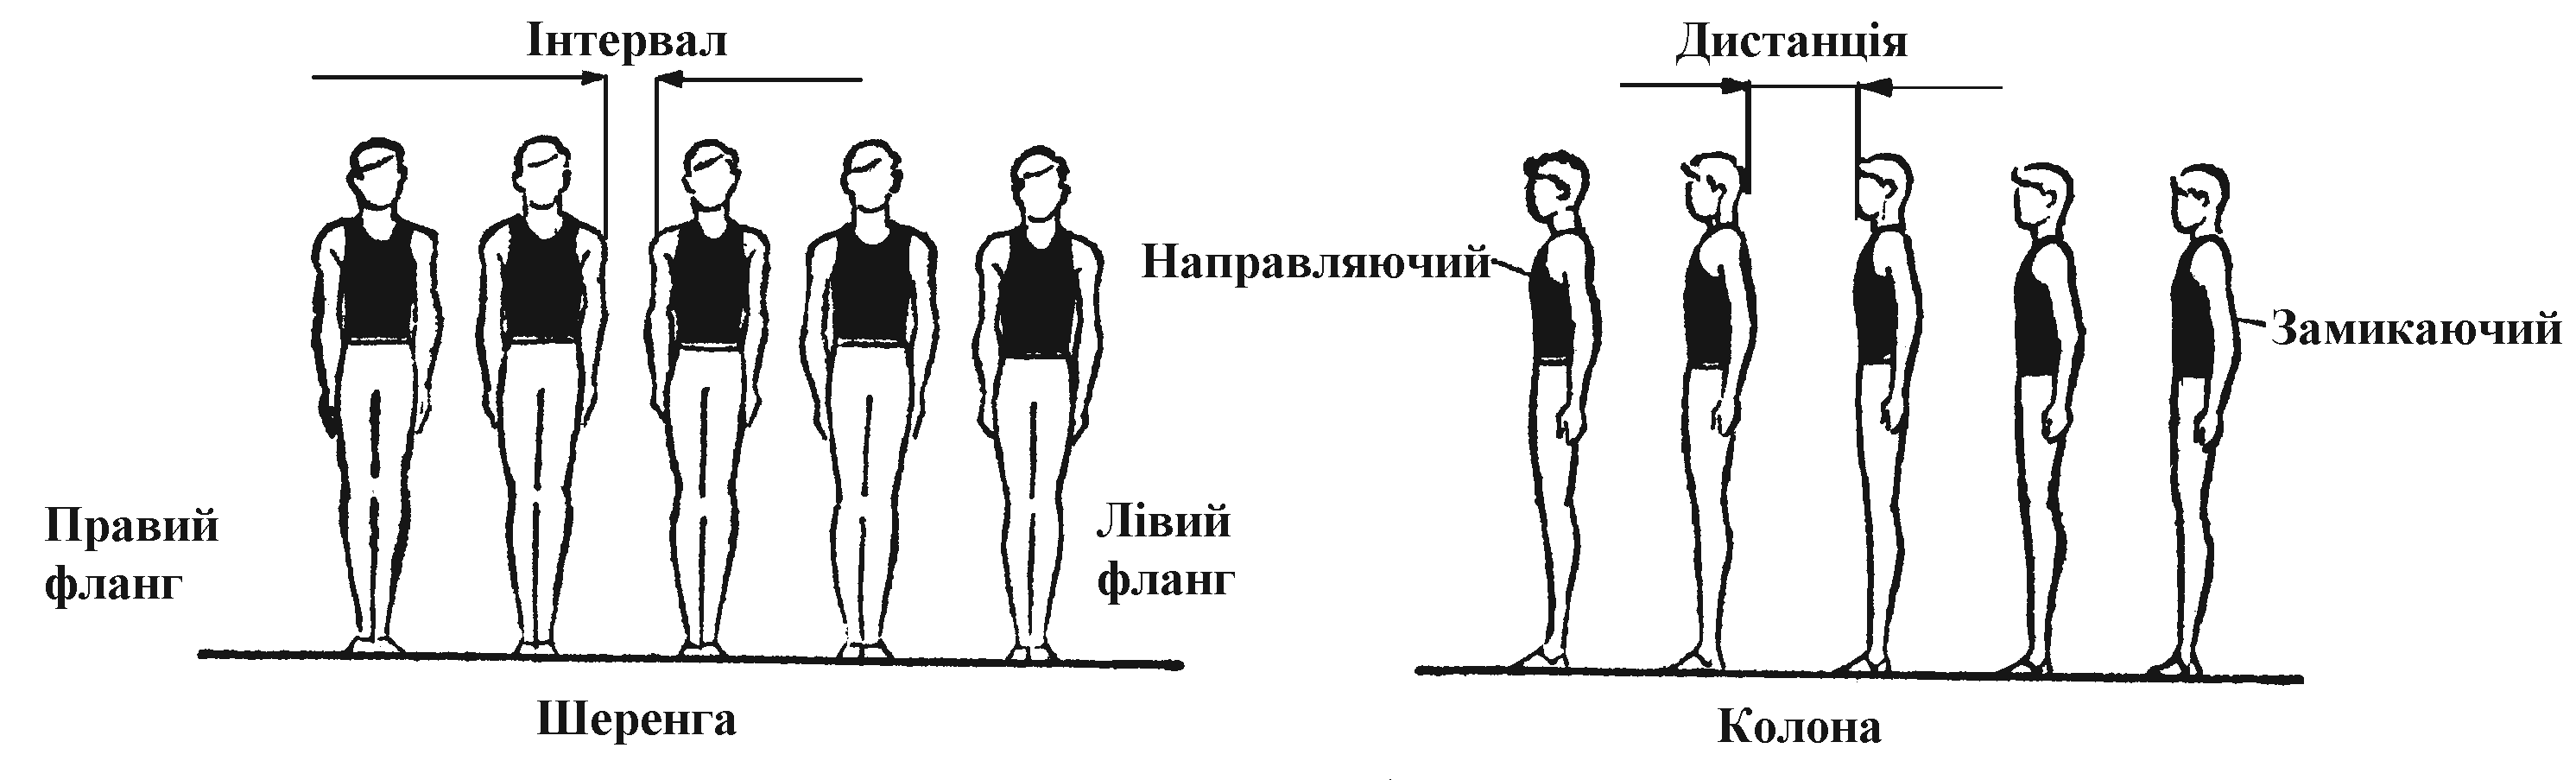 Інтервал
Правий
фланг
Лівий
фланг
Шеренга
Дистанція
Направляючий
Замикаючий
Колона